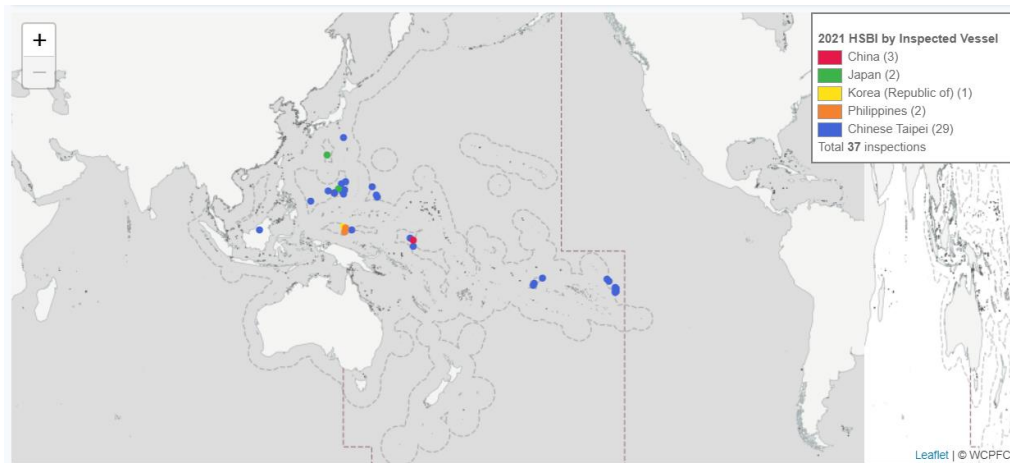 +
−
2021 HSBI by Inspected Vessel
China (3)
Japan (2)
Korea (Republic of) (1)
Philippines (2)
Chinese Taipei (29)
Total 37 inspections
Leaflet | © WCPFC